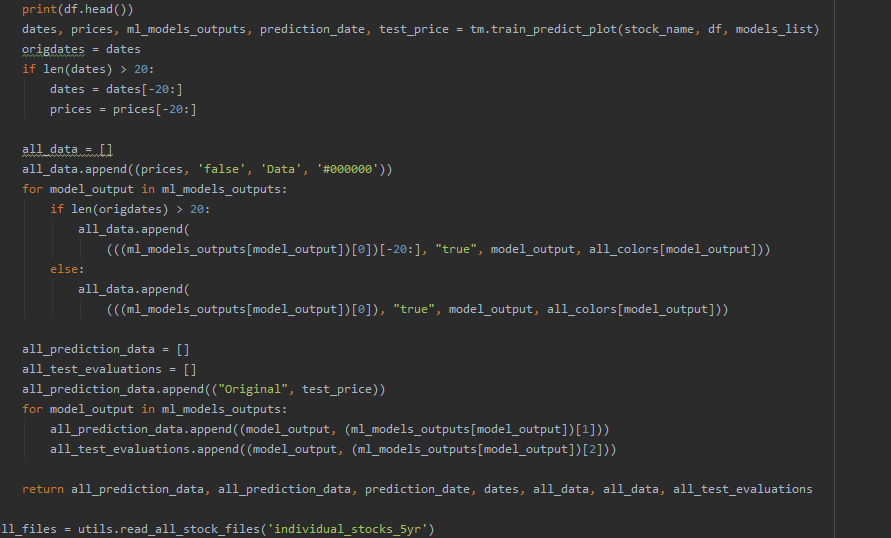 print(df.head())
dates, prices, ml_models_outputs, prediction_date, test_price = tm.train_predict_plot(stock_name, df, models_list)
origdates = dates
if len(dates) > 20:
    dates = dates[-20:]
    prices = prices[-20:]

all_data = []
all_data.append((prices, 'false', 'Data', '#000000'))
for model_output in ml_models_outputs:
    if len(origdates) > 20:
        all_data.append(
            (((ml_models_outputs[model_output])[0])[-20:], "true", model_output, all_colors[model_output]))
    else:
        all_data.append(
            (((ml_models_outputs[model_output])[0]), "true", model_output, all_colors[model_output]))

all_prediction_data = []
all_test_evaluations = []
all_prediction_data.append(("Original", test_price))
for model_output in ml_models_outputs:
    all_prediction_data.append((model_output, (ml_models_outputs[model_output])[1]))
    all_test_evaluations.append((model_output, (ml_models_outputs[model_output])[2]))

return all_prediction_data, all_prediction_data, prediction_date, dates, all_data, all_data, all_test_evaluations

ll_files = utils.read_all_stock_files('individual_stocks_5yr')